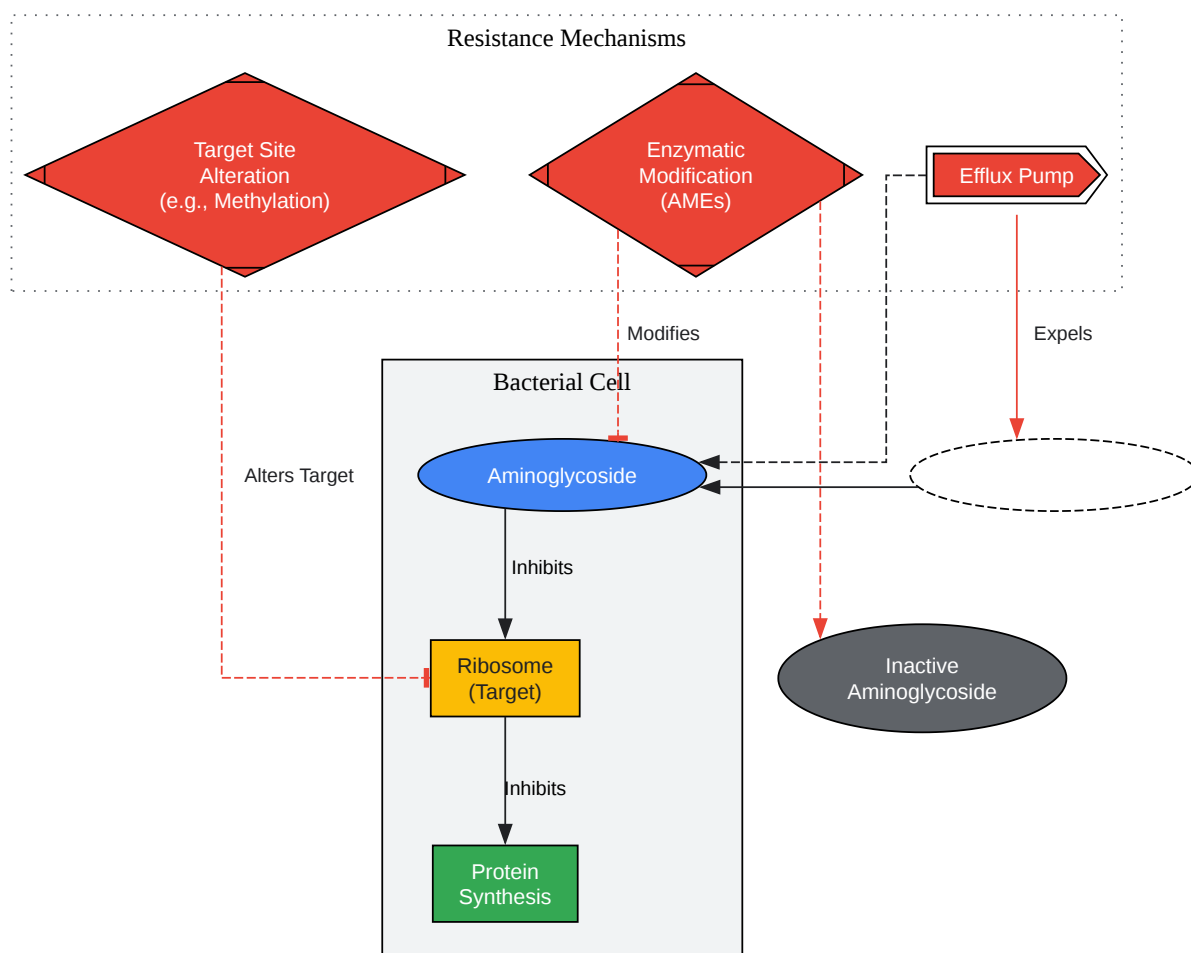 Resistance Mechanisms
Target Site
Alteration
(e.g., Methylation)
Enzymatic
Modification
(AMEs)
Efflux Pump
Modifies
Expels
Bacterial Cell
Alters Target
Aminoglycoside
Inhibits
Ribosome
(Target)
Inactive
Aminoglycoside
Inhibits
Protein
Synthesis